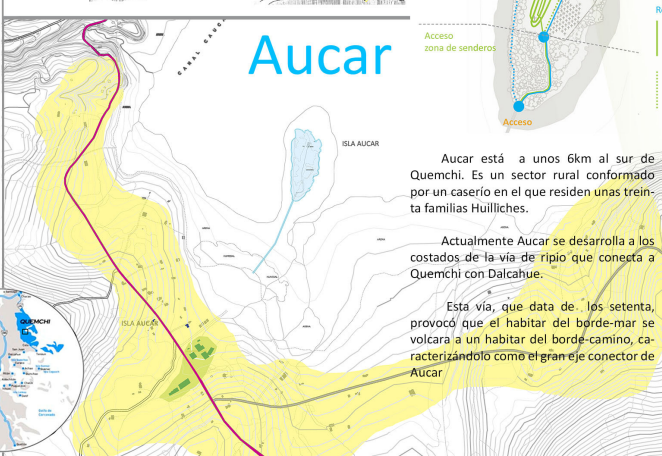 Aucar
CANAL CAUCA
Acceso
zona de senderos
Acceso
ISLA AUCAR
Aucar está a unos 6km al sur de
Quemchi. Es un sector rural conformado
por un caserío en el que residen unas trein-
ta familias Huilliches.
Actualmente Aucar se desarrolla a los
costados de la vía de ripio que conecta a
Quemchi con Dalcahue.
Esta vía, que data de los setenta,
provocó que el habitar del borde-mar se
volcara a un habitar del borde-camino, ca-
racterizándolo como el gran eje conector de
Aucar
ISLA AUCAR
QUEMCHI